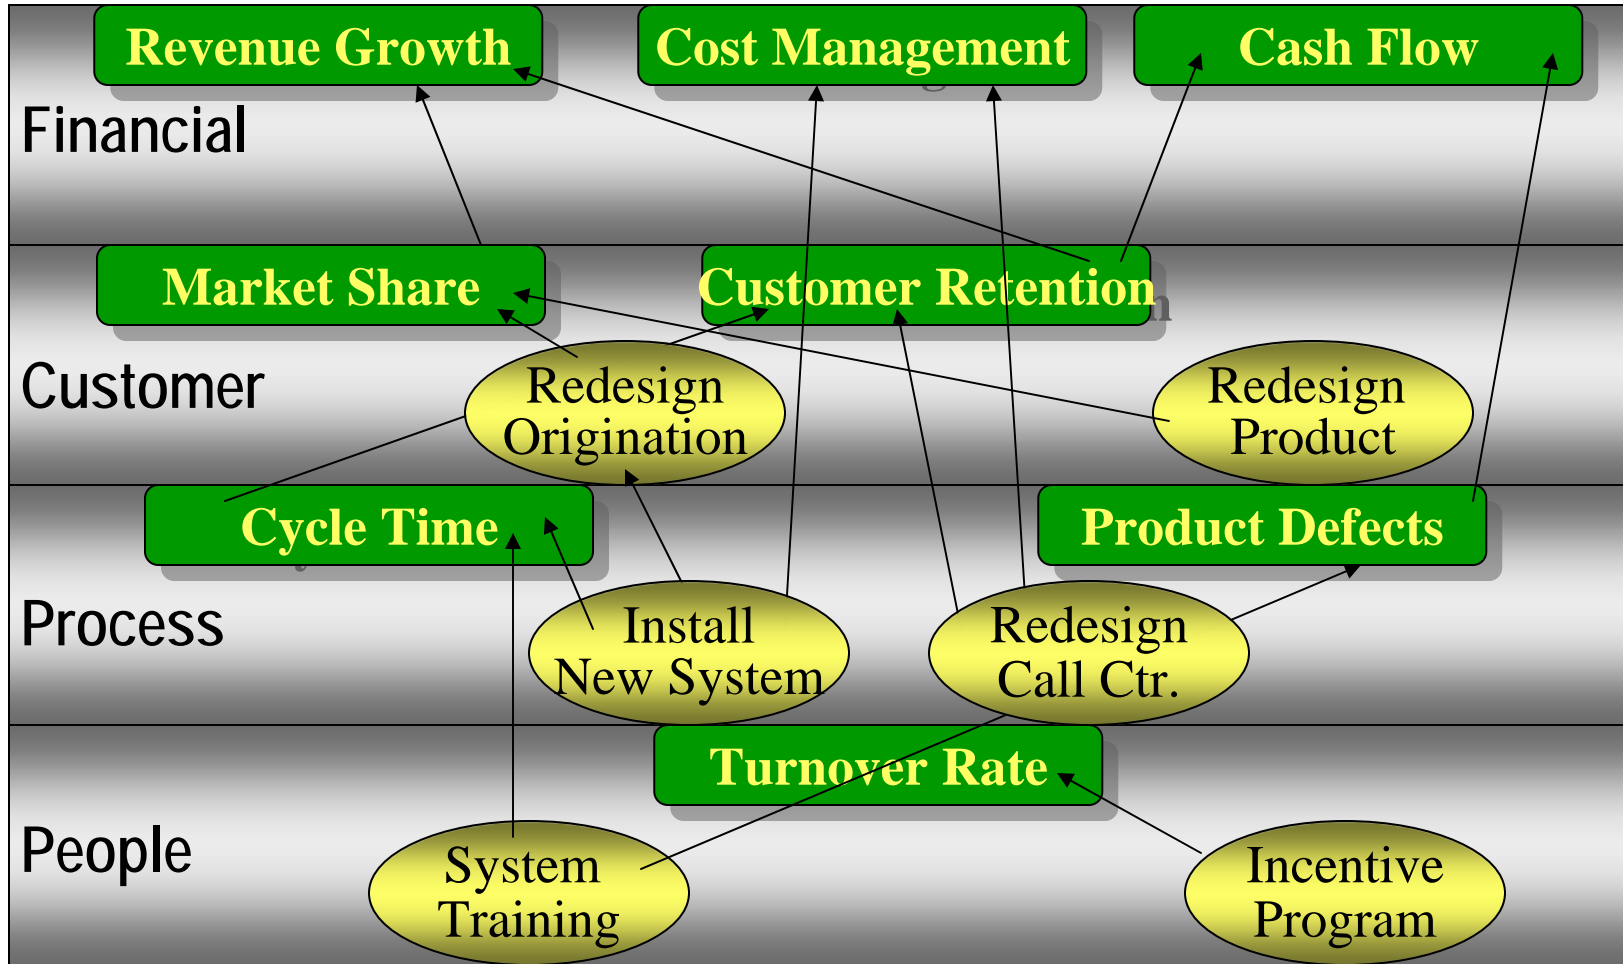 Revenue Growth
Cost Management
Cash Flow
Financial
Market Share
Customer Retention
Customer
Redesign
Origination
Redesign
Product
Cycle Time
Product Defects
Process
Install
New System
Redesign
Call Ctr.
Turnover Rate
People
System
Training
Incentive
Program